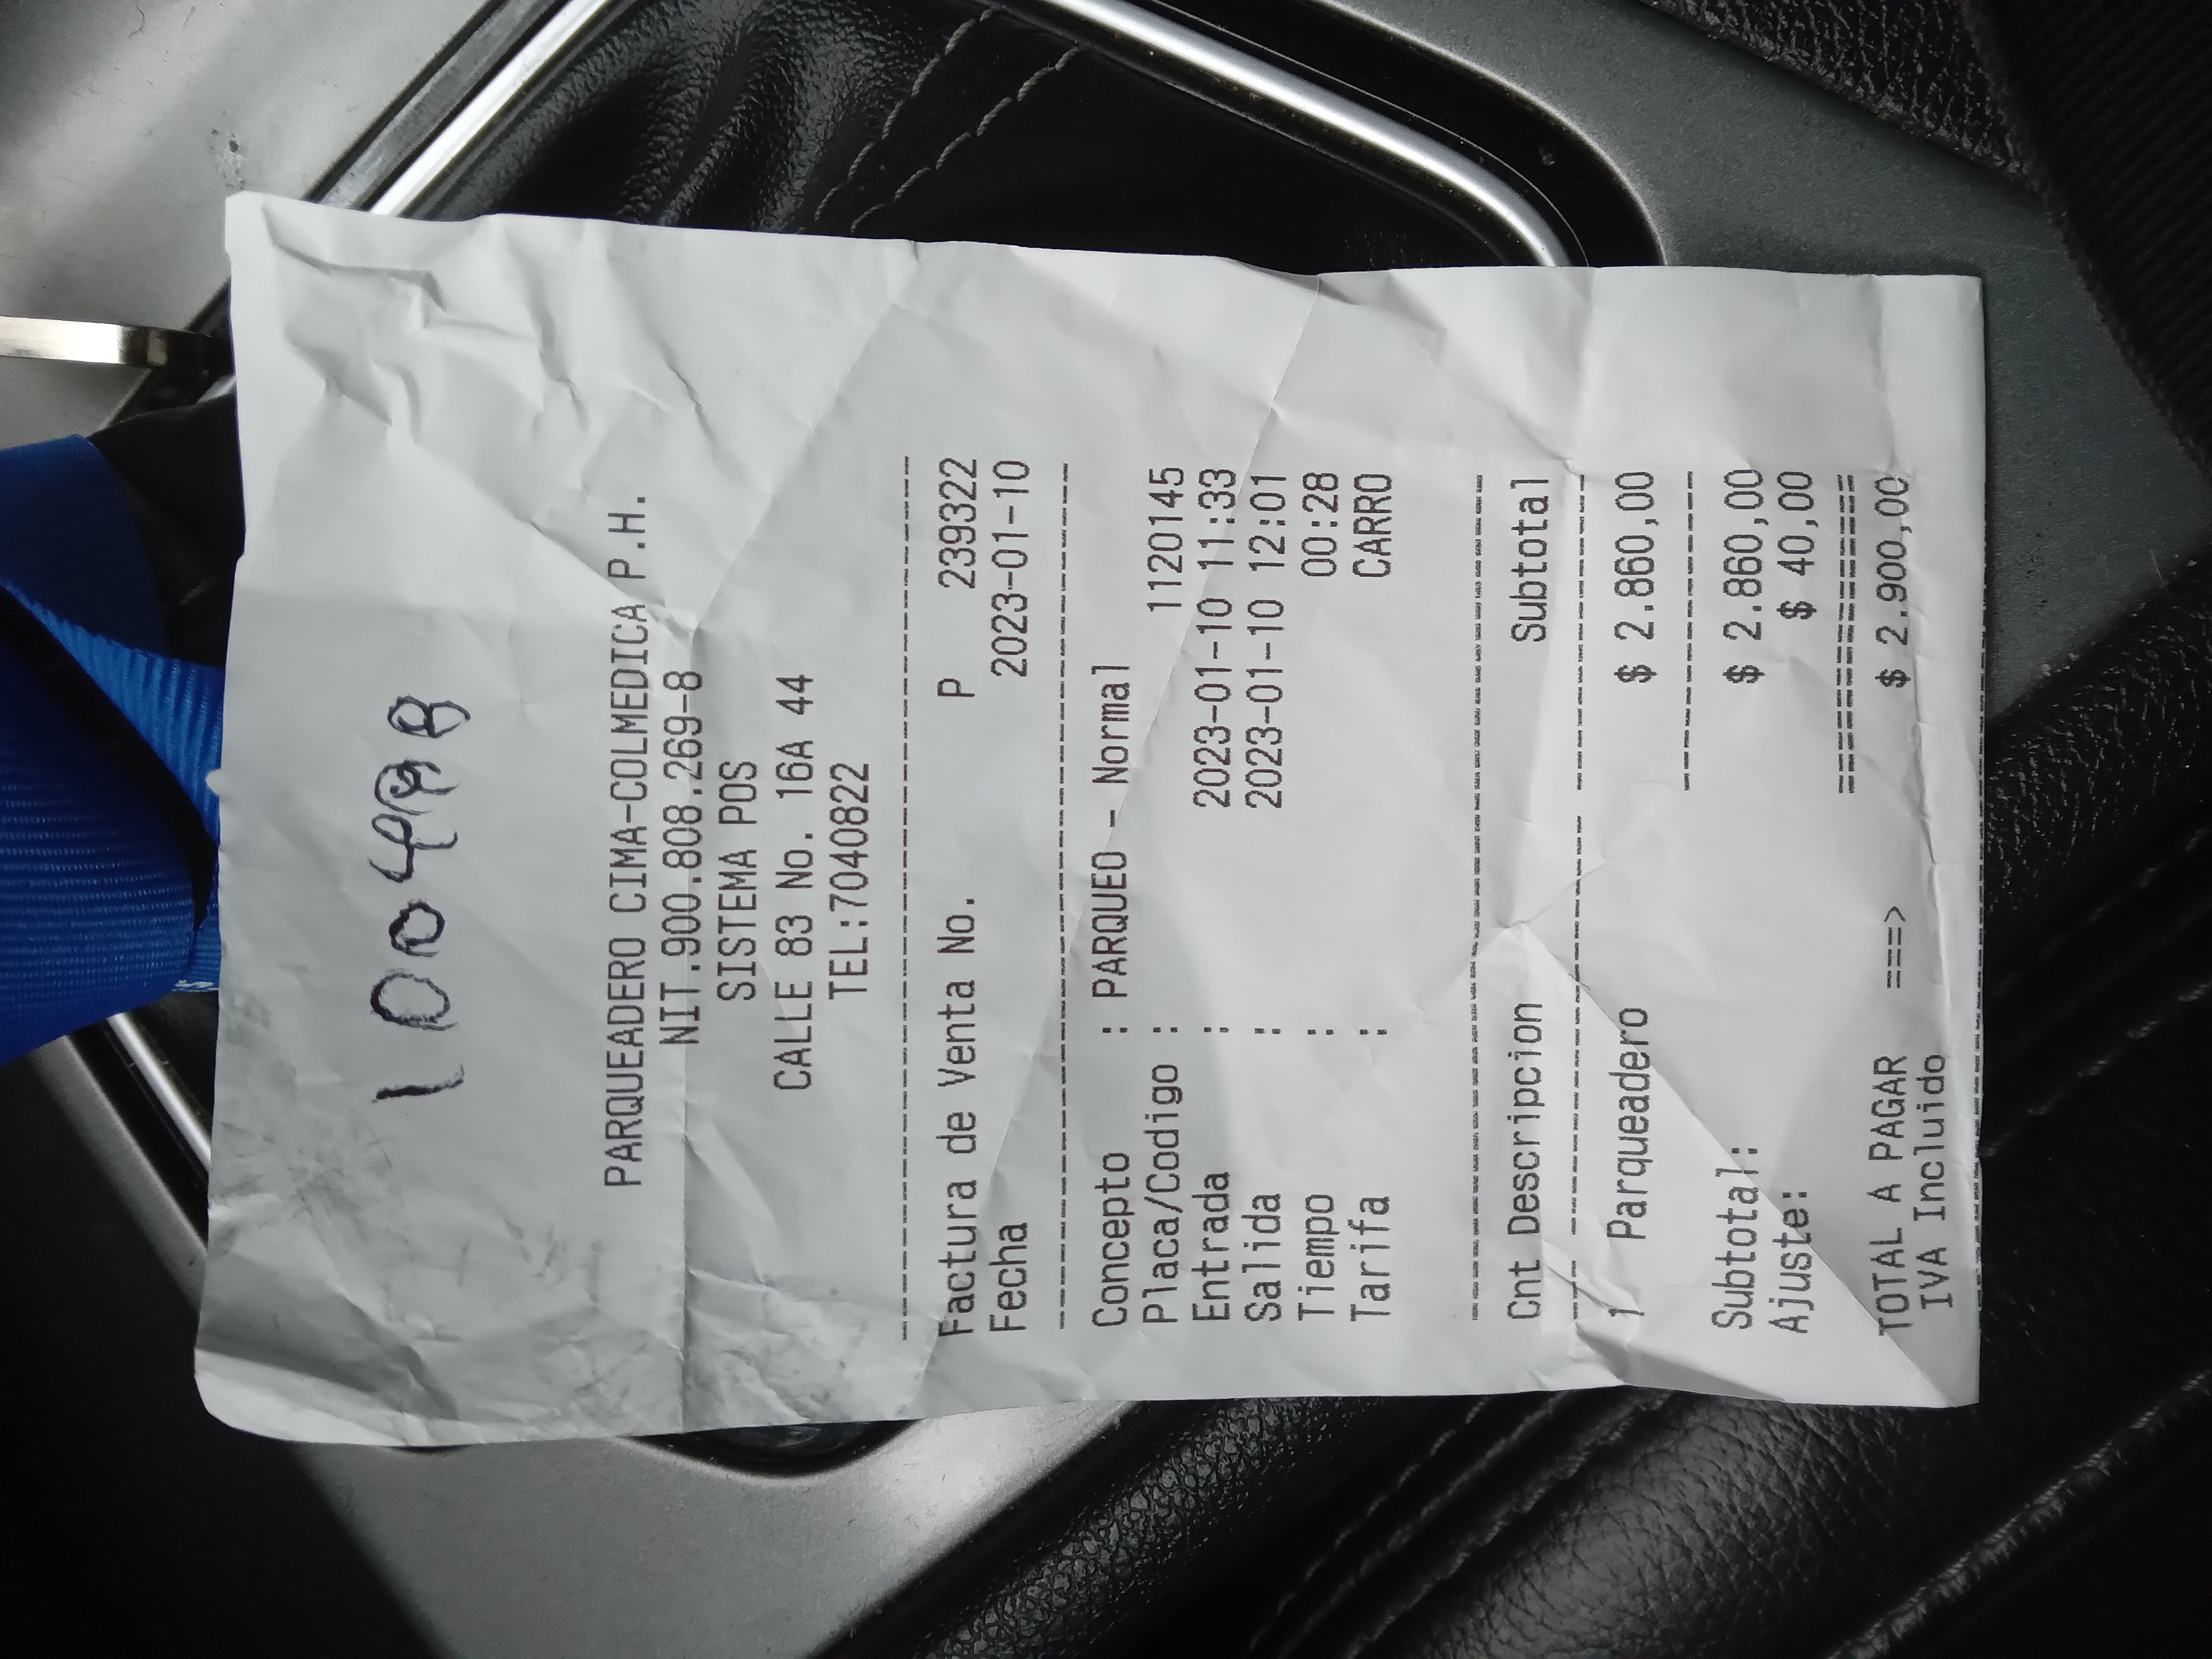 100498
PARQUEADERO CIMA-COLMEDICA P.H.
NIT.900.808.269-8
SISTEMA POS
CALLE 83 No. 16A 44
TEL:70408822
Factura de Venta No. P 239322
Fecha 2023-01-10
Concepto : PARQUEO - Normal
Placa/Codigo : 1120145
Entrada : 2023-01-10 11:33
Salida : 2023-01-10 12:01
Tiempo : 00:28
Tarifa : CARRO
Cnt Descripcion Subtotal
1 Parqueadero $ 2.860,00
Subtotal: $ 2.860,00
Ajuste: $ 40,00
TOTAL A PAGAR ===> $ 2.900,00
IVA Incluido